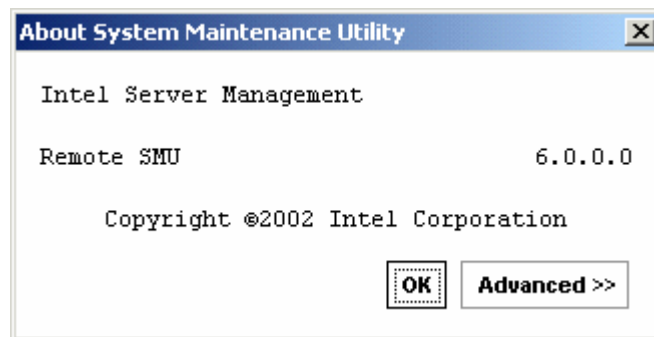 About System Maintenance Utility
Intel Server Management
Remote SMU 6.0.0.0
Copyright ©2002 Intel Corporation
OK Advanced >>